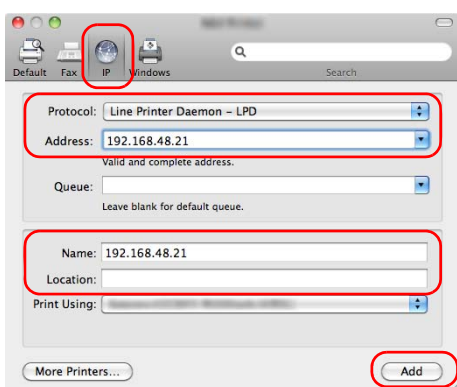 Default Fax IP Windows Search
Protocol: Line Printer Daemon – LPD
Address: 192.168.48.21
Valid and complete address.
Queue:
Leave blank for default queue.
Name: 192.168.48.21
Location:
Print Using:
More Printers... Add